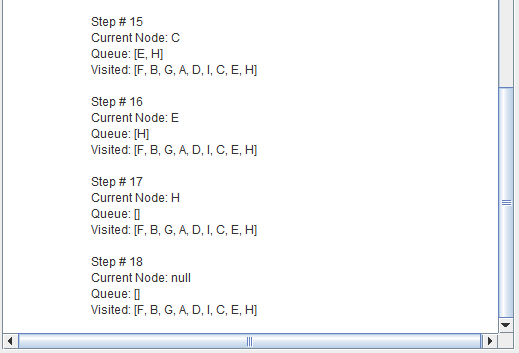 Step # 15
Current Node: C
Queue: [E, H]
Visited: [F, B, G, A, D, I, C, E, H]
Step # 16
Current Node: E
Queue: [H]
Visited: [F, B, G, A, D, I, C, E, H]
Step # 17
Current Node: H
Queue: []
Visited: [F, B, G, A, D, I, C, E, H]
Step # 18
Current Node: null
Queue: []
Visited: [F, B, G, A, D, I, C, E, H]